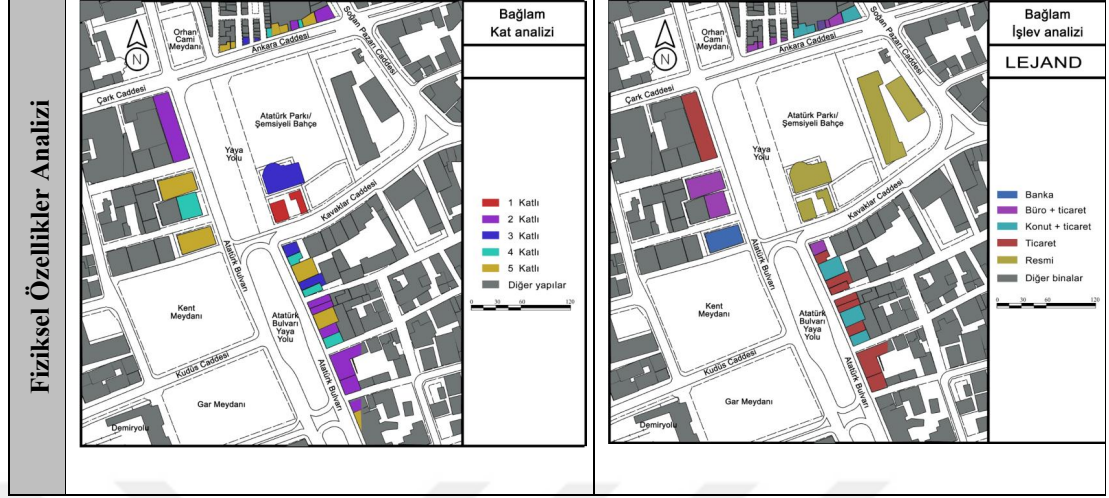 Fiziksel Özellikler Analizi
Orhan
Cami
Meydanı
N
Ankara Caddesi
Soğan Pazarı Caddesi
Çark Caddesi
Atatürk Parkı/
Şemsiyeli Bahçe
Yaya
Yolu
Kavaklar Caddesi
Atatürk Bulvarı
Kent
Meydanı
Atatürk
Bulvarı
Yaya
Yolu
Kudüs Caddesi
Atatürk Bulvarı
Gar Meydanı
Demiryolu
Bağlam
Kat analizi
1 Katlı
2 Katlı
3 Katlı
4 Katlı
5 Katlı
Diğer yapılar
0 30 60 120
Orhan
Cami
Meydanı
N
Ankara Caddesi
Soğan Pazarı Caddesi
Çark Caddesi
Atatürk Parkı/
Şemsiyeli Bahçe
Yaya
Yolu
Kavaklar Caddesi
Atatürk Bulvarı
Kent
Meydanı
Atatürk
Bulvarı
Yaya
Yolu
Kudüs Caddesi
Atatürk Bulvarı
Gar Meydanı
Demiryolu
Bağlam
İşlev analizi
LEJAND
Banka
Büro + ticaret
Konut + ticaret
Ticaret
Resmi
Diğer binalar
0 30 60 120